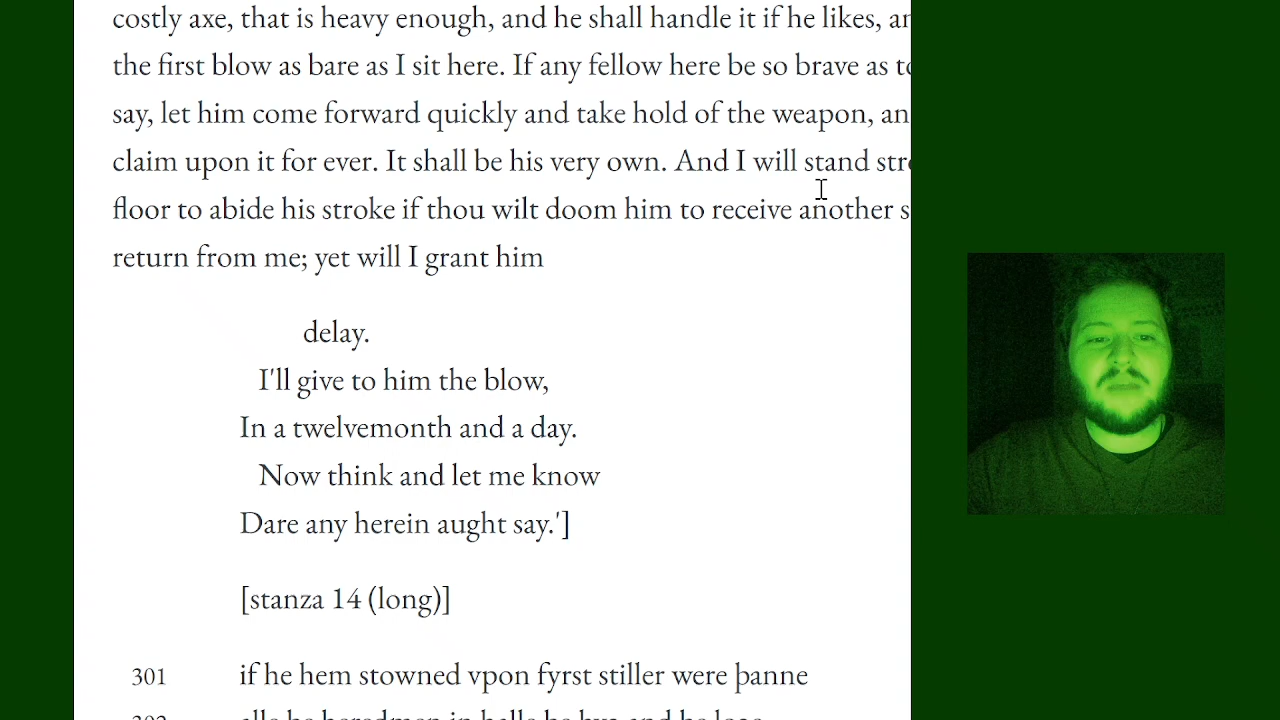 costly axe, that is heavy enough, and he shall handle it if he likes,
the first blow as bare as I sit here. If any fellow here be so brave as
say, let him come forward quickly and take hold of the weapon,
claim upon it for ever. It shall be his very own. And I will stand
floor to abide his stroke if thou wilt doom him to receive another
return from me; yet will I grant him
delay.
I'll give to him the blow,
In a twelvemonth and a day.
Now think and let me know
Dare any herein aught say.']
[stanza 14 (long)]
301 if he hem stowned vpon fyrst stiller were þanne